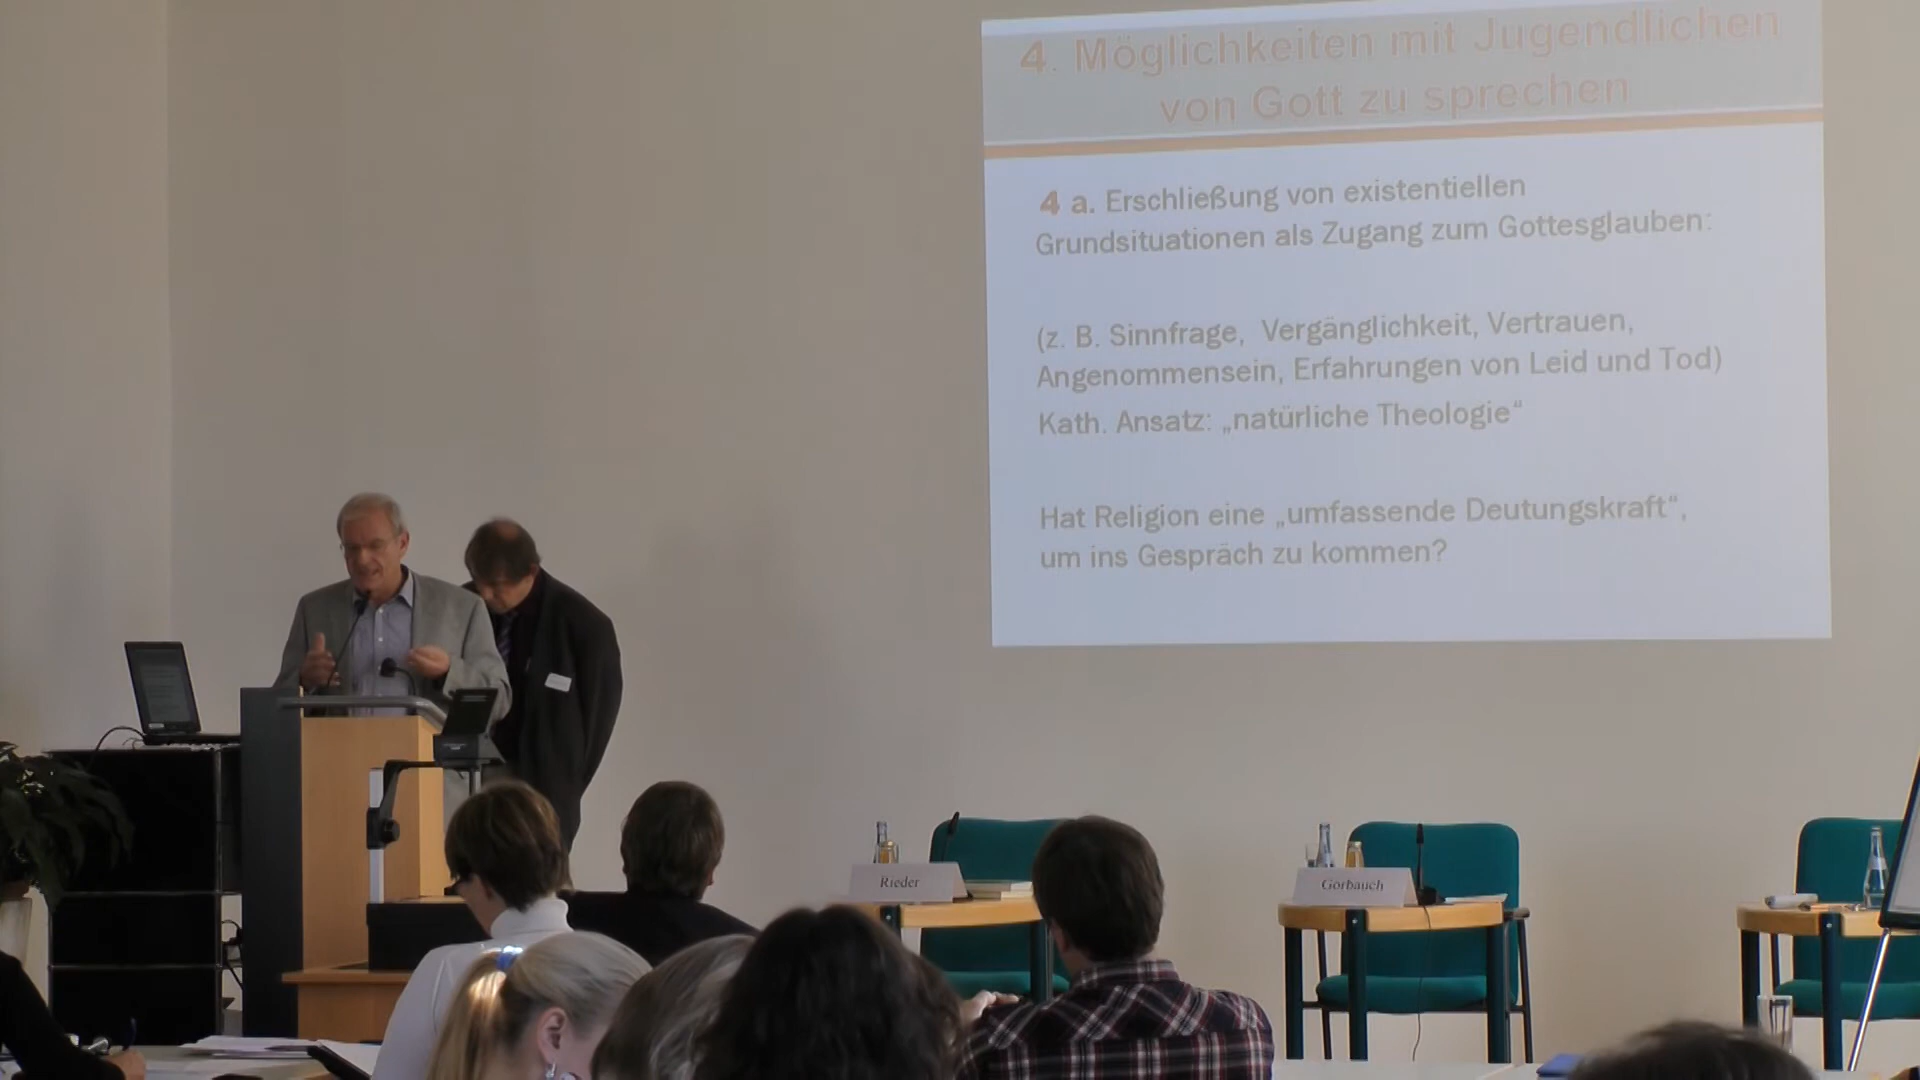 4. Möglichkeiten mit Jugendlichen
von Gott zu sprechen
4 a. Erschließung von existentiellen
Grundsituationen als Zugang zum Gottesglauben:
(z. B. Sinnfrage, Vergänglichkeit, Vertrauen,
Angenommensein, Erfahrungen von Leid und Tod)
Kath. Ansatz: „natürliche Theologie“
Hat Religion eine „umfassende Deutungskraft“,
um ins Gespräch zu kommen?
Rieder
Gorbauch